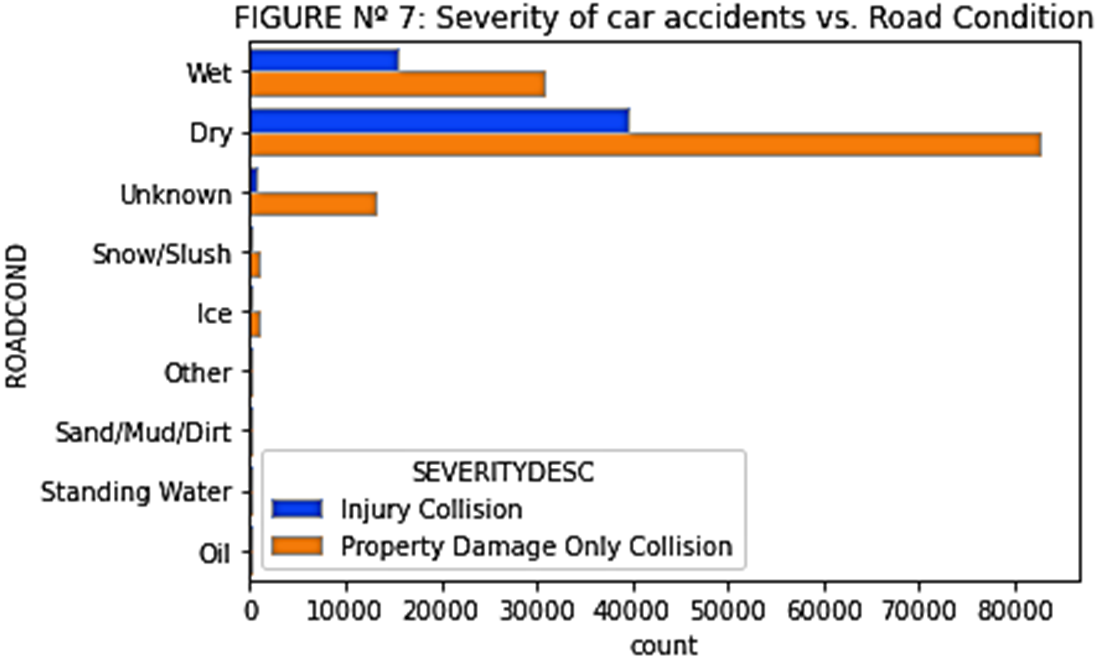 FIGURE Nº 7: Severity of car accidents vs. Road Condition
ROADCOND
Wet
Dry
Unknown
Snow/Slush
Ice
Other
Sand/Mud/Dirt
Standing Water
Oil
SEVERITYDESC
Injury Collision
Property Damage Only Collision
0 10000 20000 30000 40000 50000 60000 70000 80000
count